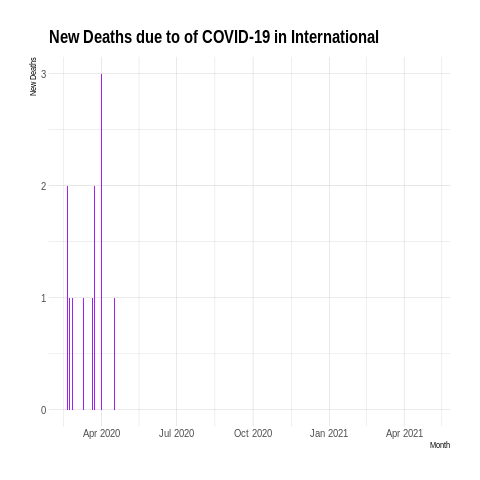 New Deaths due to of COVID-19 in International
New Deaths
3
2
1
0
Apr 2020
Jul 2020
Oct 2020
Jan 2021
Apr 2021
Month